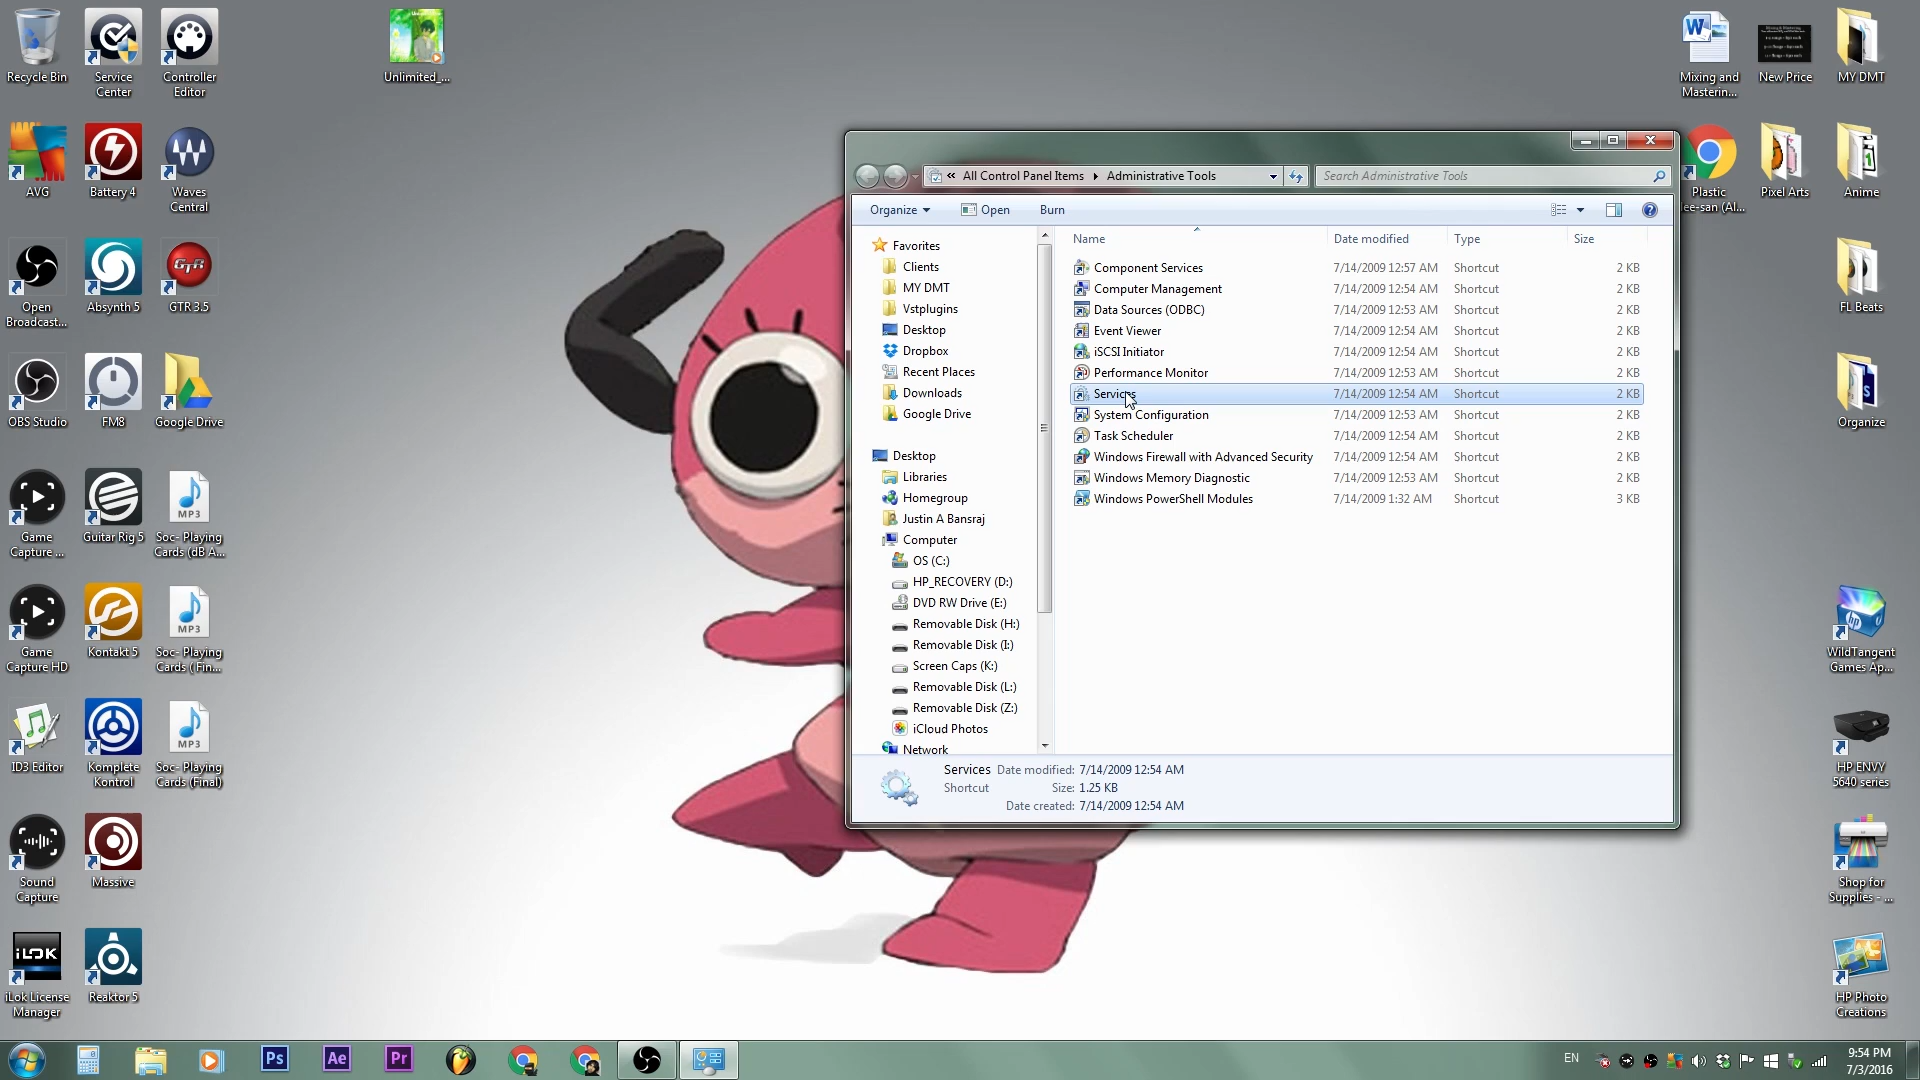 Recycle Bin
Service
Center
Controller
Editor
Unlimited_...
AVG
Battery 4
Waves
Central
Open
Broadcast...
Absynth 5
GTR 3.5
GTR
OBS Studio
FM8
Google Drive
Game
Capture ...
Guitar Rig 5
MP3
Soc- Playing
Cards (dB A...
Game
Capture HD
Kontakt 5
MP3
Soc- Playing
Cards ( Fin...
ID3 Editor
Komplete
Kontrol
MP3
Soc- Playing
Cards (Final)
Sound
Capture
Massive
iLOK
iLok License
Manager
Reaktor 5
Mixing and
Masterin...
New Price
MY DMT
Plastic
ee-san (Al...
Pixel Arts
Anime
FL Beats
Organize
WildTangent
Games Ap...
HP ENVY
5640 series
Shop for
Supplies - ...
HP Photo
Creations
« All Control Panel Items ▸ Administrative Tools
Search Administrative Tools
Organize Open Burn
Name Date modified Type Size
Component Services 7/14/2009 12:57 AM Shortcut 2 KB
Computer Management 7/14/2009 12:54 AM Shortcut 2 KB
Data Sources (ODBC) 7/14/2009 12:53 AM Shortcut 2 KB
Event Viewer 7/14/2009 12:54 AM Shortcut 2 KB
iSCSI Initiator 7/14/2009 12:54 AM Shortcut 2 KB
Performance Monitor 7/14/2009 12:53 AM Shortcut 2 KB
Services 7/14/2009 12:54 AM Shortcut 2 KB
System Configuration 7/14/2009 12:53 AM Shortcut 2 KB
Task Scheduler 7/14/2009 12:54 AM Shortcut 2 KB
Windows Firewall with Advanced Security 7/14/2009 12:54 AM Shortcut 2 KB
Windows Memory Diagnostic 7/14/2009 12:53 AM Shortcut 2 KB
Windows PowerShell Modules 7/14/2009 1:32 AM Shortcut 3 KB
Favorites
Clients
MY DMT
Vstplugins
Desktop
Dropbox
Recent Places
Downloads
Google Drive
Desktop
Libraries
Homegroup
Justin A Bansraj
Computer
OS (C:)
HP_RECOVERY (D:)
DVD RW Drive (E:)
Removable Disk (H:)
Removable Disk (I:)
Screen Caps (K:)
Removable Disk (L:)
Removable Disk (Z:)
iCloud Photos
Network
Services Date modified: 7/14/2009 12:54 AM
Shortcut Size: 1.25 KB
Date created: 7/14/2009 12:54 AM
Ps
Ae
Pr
EN
9:54 PM
7/3/2016